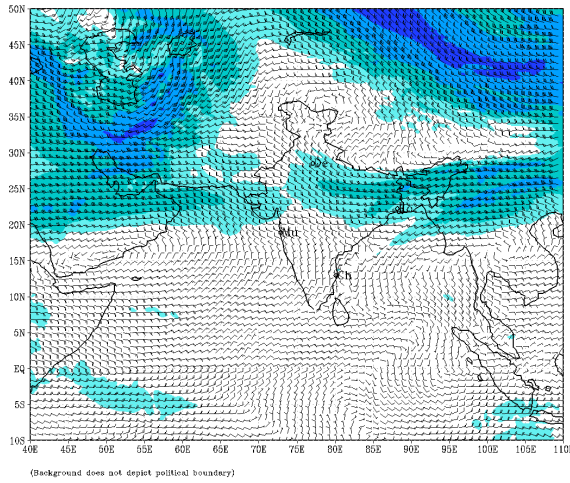 50N
45N
40N
35N
30N
25N
20N
15N
10N
5N
EQ
5S
10S
Mu
Ch
40E 45E 50E 55E 60E 65E 70E 75E 80E 85E 90E 95E 100E 105E 110E
(Background does not depict political boundary)